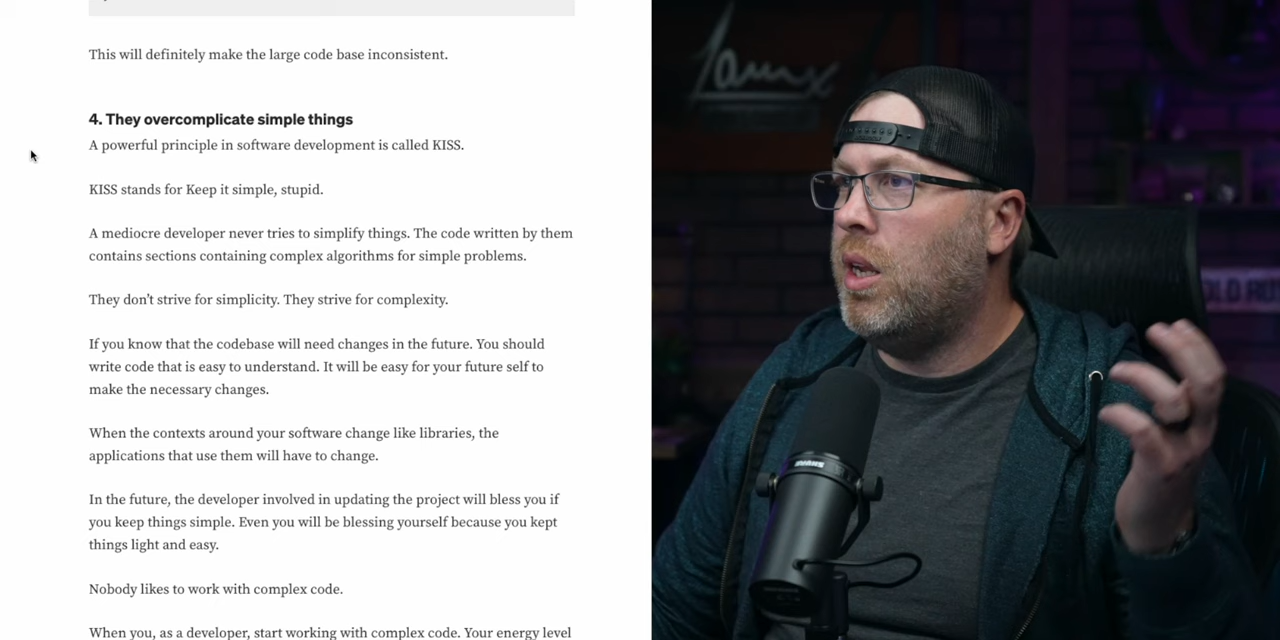 This will definitely make the large code base inconsistent.
4. They overcomplicate simple things
A powerful principle in software development is called KISS.
KISS stands for Keep it simple, stupid.
A mediocre developer never tries to simplify things. The code written by them
contains sections containing complex algorithms for simple problems.
They don't strive for simplicity. They strive for complexity.
If you know that the codebase will need changes in the future. You should
write code that is easy to understand. It will be easy for your future self to
make the necessary changes.
When the contexts around your software change like libraries, the
applications that use them will have to change.
In the future, the developer involved in updating the project will bless you if
you keep things simple. Even you will be blessing yourself because you kept
things light and easy.
Nobody likes to work with complex code.
When you, as a developer, start working with complex code. Your energy level